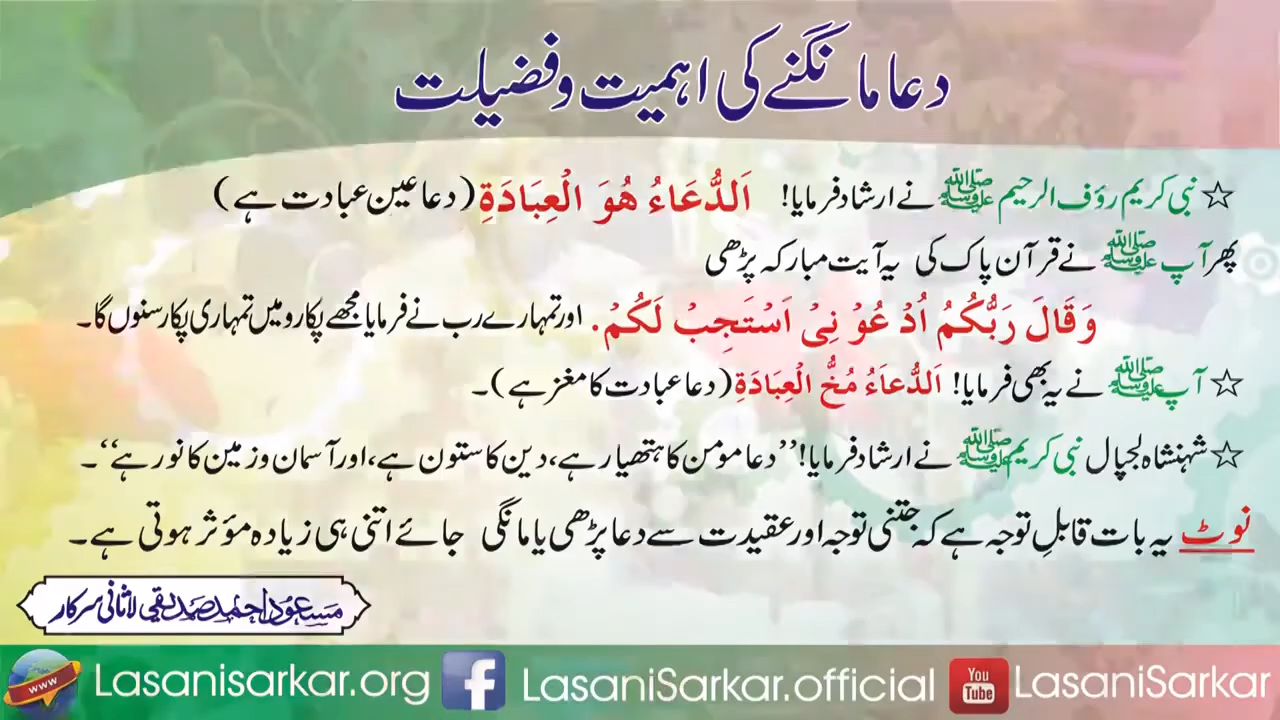 دعا مانگنے کی اہمیت و فضیلت
☆ نبی کریم رؤف الرحیم ﷺ نے ارشاد فرمایا! اَلدُّعَاءُ هُوَ الْعِبَادَةِ (دعا عین عبادت ہے)
پھر آپ ﷺ نے قرآن پاک کی یہ آیت مبارکہ پڑھی
وَقَالَ رَبُّكُمُ ادْعُوْنِیْ اَسْتَجِبْ لَكُمْ. اور تمہارے رب نے فرمایا مجھے پکارو میں تمہاری پکار سنوں گا۔
☆ آپ ﷺ نے یہ بھی فرمایا! اَلدُّعَاءُ مُخُّ الْعِبَادَةِ (دعا عبادت کا مغز ہے)۔
☆ شہنشاہ لجپال نبی کریم ﷺ نے ارشاد فرمایا! ’’دعا مومن کا ہتھیار ہے، دین کا ستون ہے، اور آسمان و زمین کا نور ہے‘‘۔
نوٹ یہ بات قابلِ توجہ ہے کہ جتنی توجہ اور عقیدت سے دعا پڑھی یا مانگی جائے اتنی ہی زیادہ مؤثر ہوتی ہے۔
مسعود احمد صدیقی لاثانی سرکار
www Lasanisarkar.org f LasaniSarkar.official You Tube LasaniSarkar